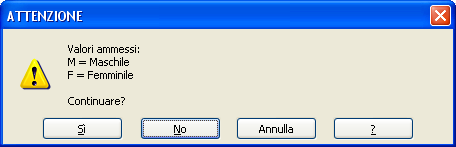 ATTENZIONE
Valori ammessi:
M = Maschile
F = Femminile
Continuare?
Sì No Annulla ?